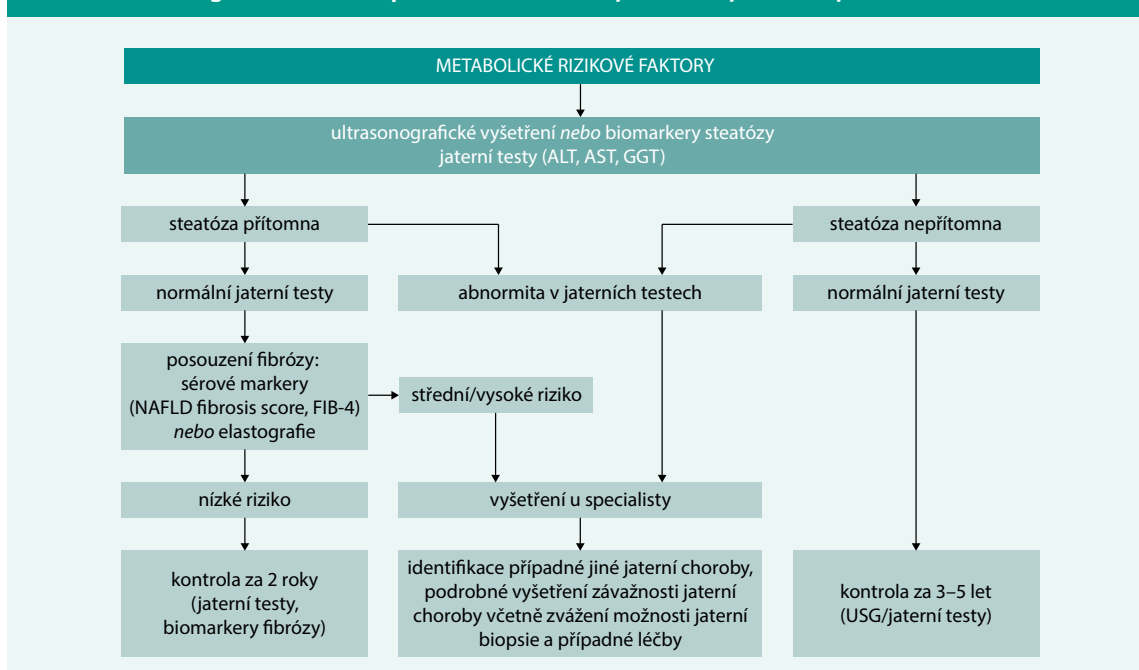 METABOLICKÉ RIZIKOVÉ FAKTORY
ultrasonografické vyšetření nebo biomarkery steatózy
jaterní testy (ALT, AST, GGT)
steatóza přítomna
steatóza nepřítomna
normální jaterní testy
abnormita v jaterních testech
normální jaterní testy
posouzení fibrózy:
sérové markery
(NAFLD fibrosis score, FIB-4)
nebo elastografie
střední/vysoké riziko
nízké riziko
vyšetření u specialisty
kontrola za 2 roky
(jaterní testy,
biomarkery fibrózy)
identifikace případné jiné jaterní choroby,
podrobné vyšetření závažnosti jaterní
choroby včetně zvážení možnosti jaterní
biopsie a případné léčby
kontrola za 3–5 let
(USG/jaterní testy)